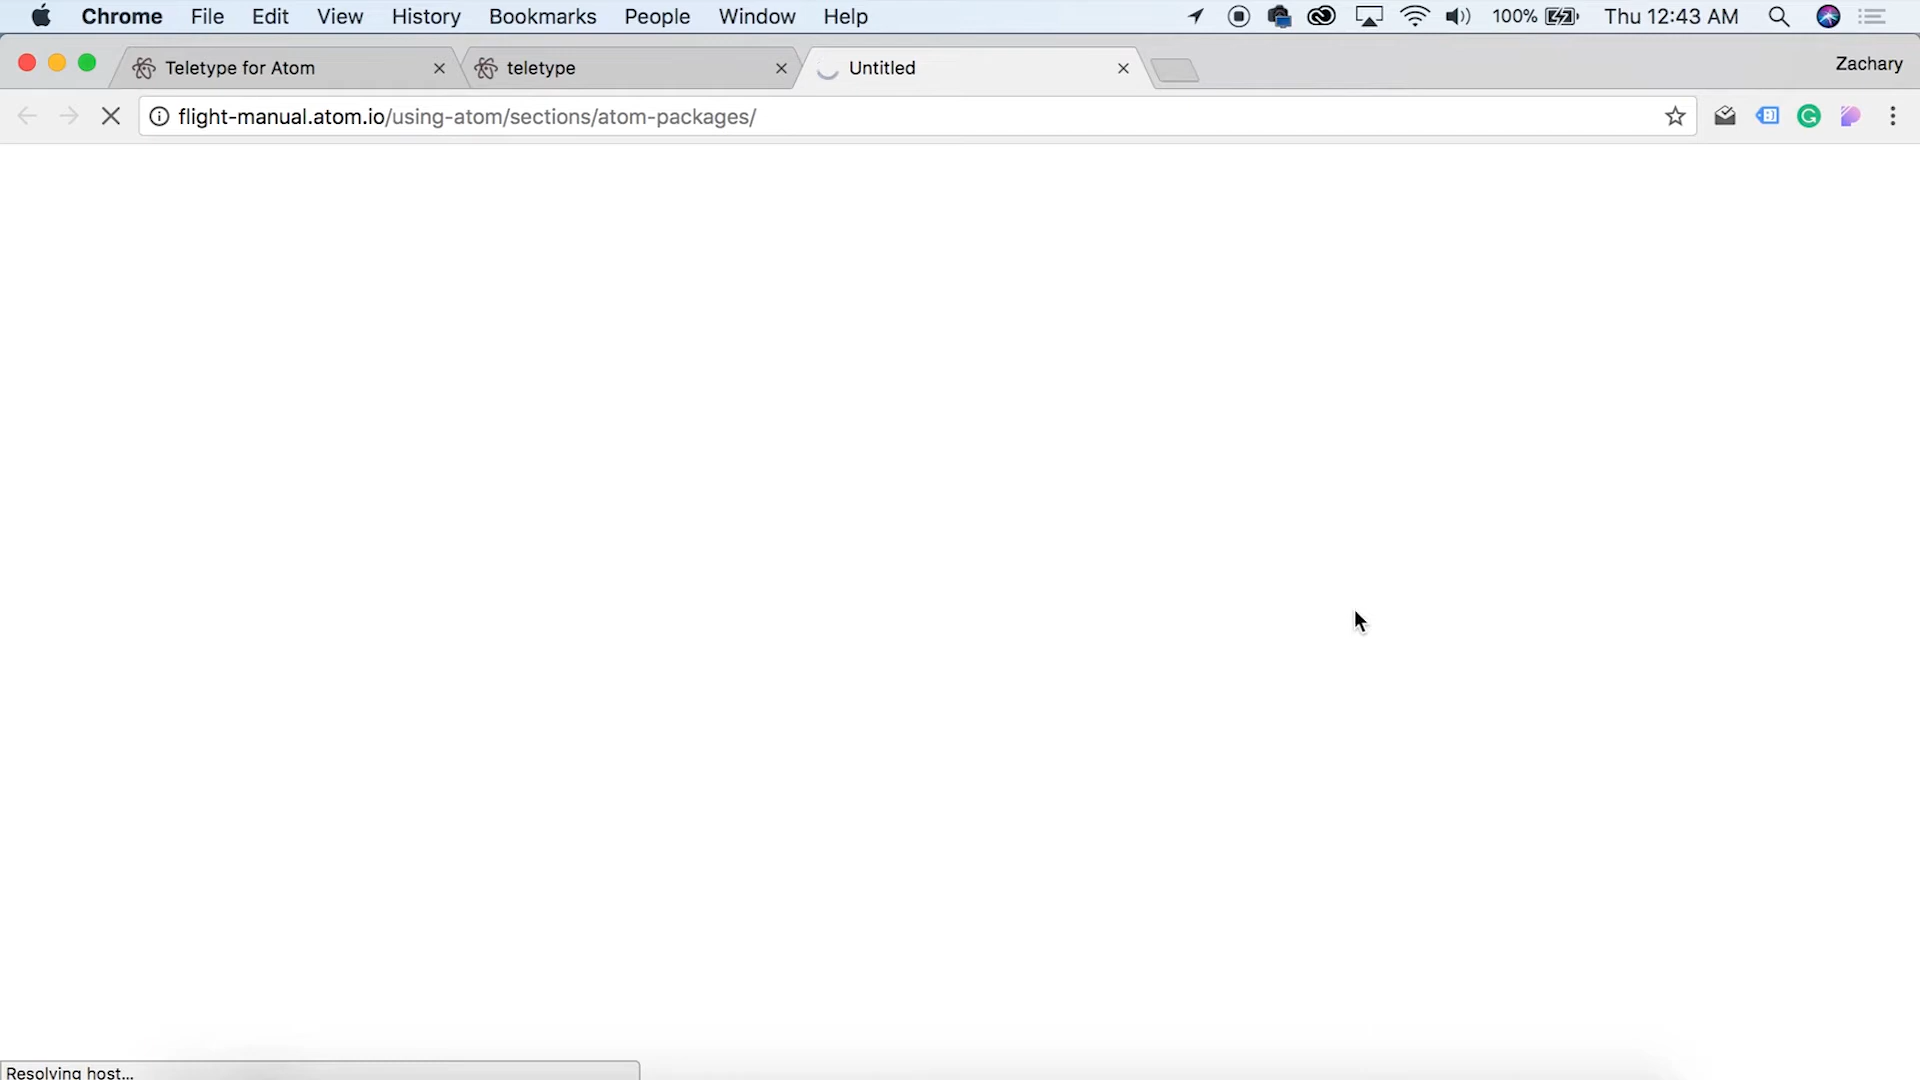 Chrome File Edit View History Bookmarks People Window Help 100% Thu 12:43 AM
Teletype for Atom teletype Untitled Zachary
flight-manual.atom.io/using-atom/sections/atom-packages/
Resolving host...